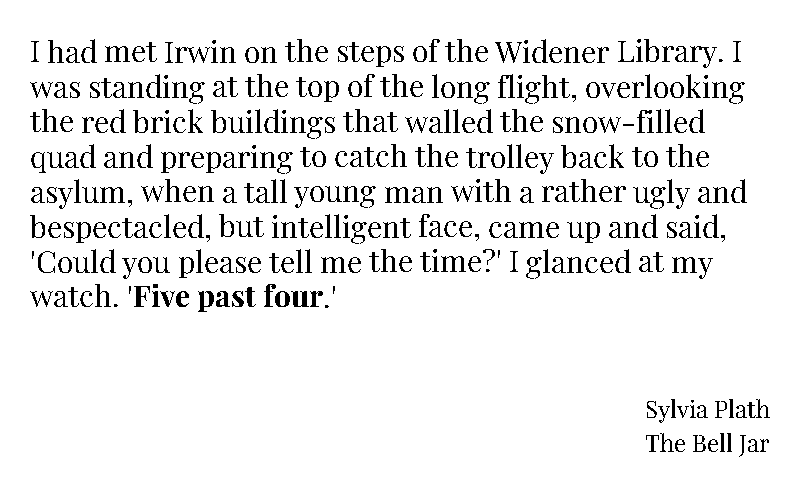 I had met Irwin on the steps of the Widener Library. I
was standing at the top of the long flight, overlooking
the red brick buildings that walled the snow-filled
quad and preparing to catch the trolley back to the
asylum, when a tall young man with a rather ugly and
bespectacled, but intelligent face, came up and said,
'Could you please tell me the time?' I glanced at my
watch. 'Five past four.'
Sylvia Plath
The Bell Jar